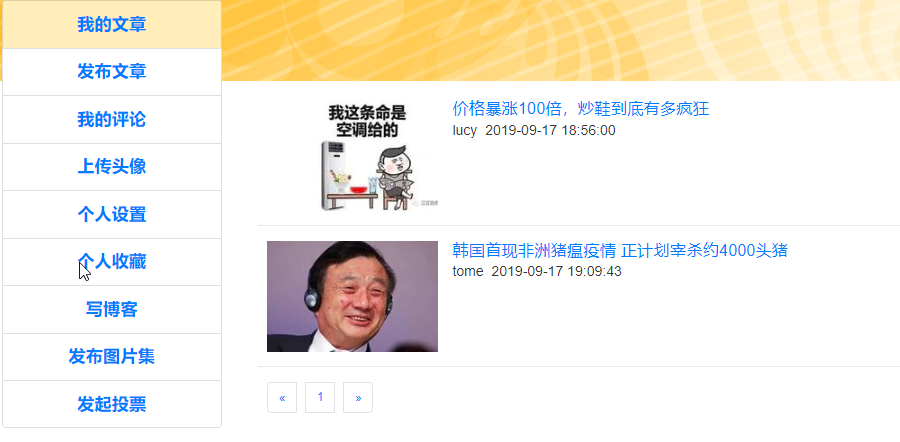 我的文章
发布文章
我的评论
上传头像
个人设置
个人收藏
写博客
发布图片集
发起投票
我这条命是
空调给的
价格暴涨100倍，炒鞋到底有多疯狂
lucy 2019-09-17 18:56:00
韩国首现非洲猪瘟疫情 正计划宰杀约4000头猪
tome 2019-09-17 19:09:43
« 1 »